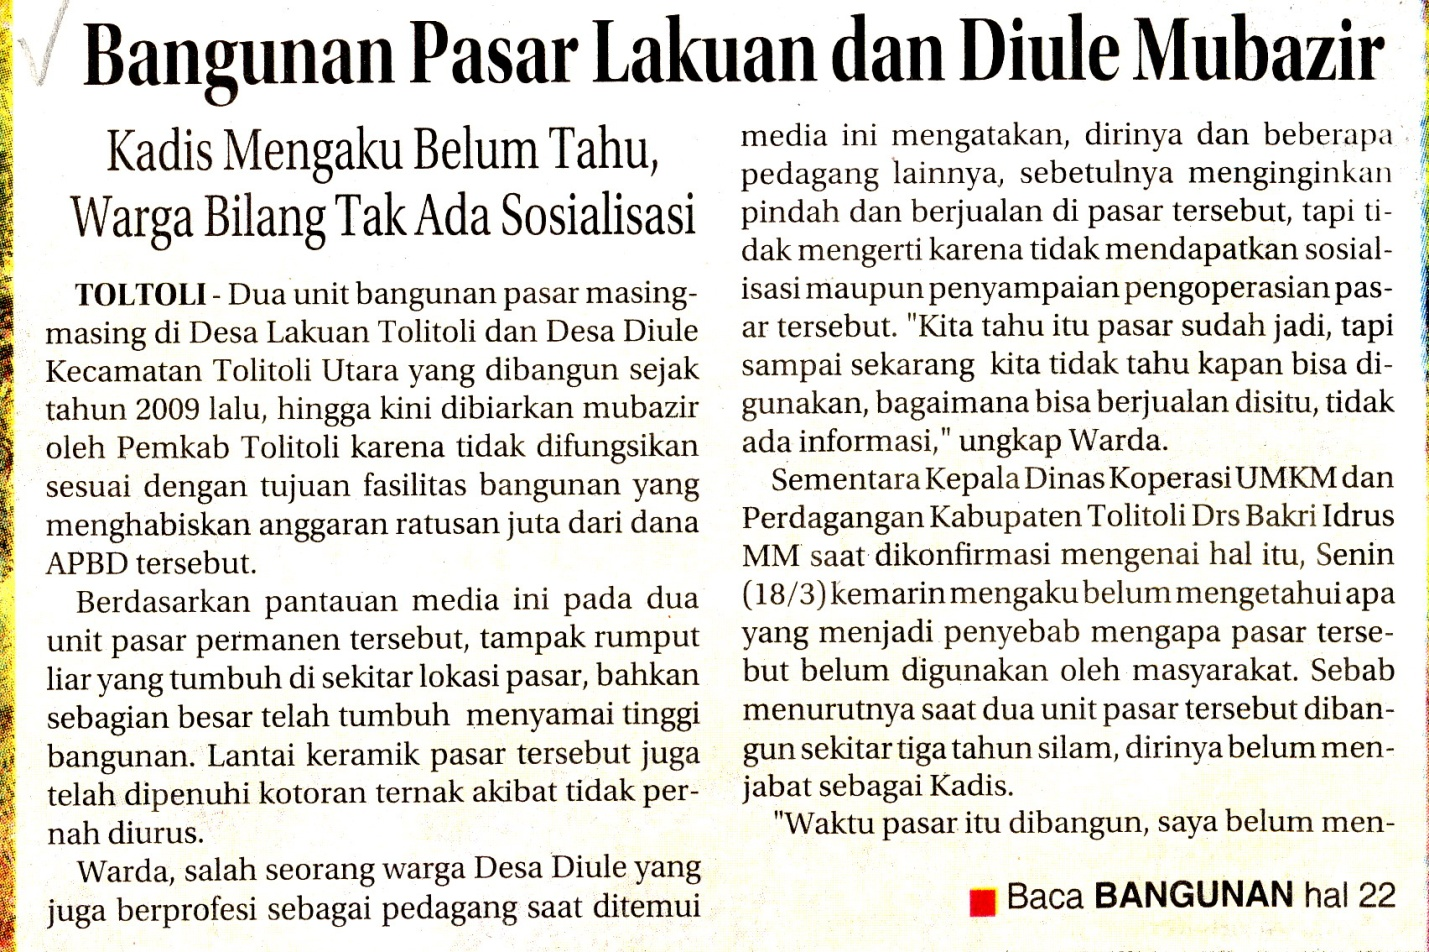 Bangunan Pasar Lakuan dan Diule Mubazir
Kadis Mengaku Belum Tahu,
Warga Bilang Tak Ada Sosialisasi
TOLTOLI - Dua unit bangunan pasar masing-
masing di Desa Lakuan Tolitoli dan Desa Diule
Kecamatan Tolitoli Utara yang dibangun sejak
tahun 2009 lalu, hingga kini dibiarkan mubazir
oleh Pemkab Tolitoli karena tidak difungsikan
sesuai dengan tujuan fasilitas bangunan yang
menghabiskan anggaran ratusan juta dari dana
APBD tersebut.
Berdasarkan pantauan media ini pada dua
unit pasar permanen tersebut, tampak rumput
liar yang tumbuh di sekitar lokasi pasar, bahkan
sebagian besar telah tumbuh menyamai tinggi
bangunan. Lantai keramik pasar tersebut juga
telah dipenuhi kotoran ternak akibat tidak per-
nah diurus.
Warda, salah seorang warga Desa Diule yang
juga berprofesi sebagai pedagang saat ditemui
media ini mengatakan, dirinya dan beberapa
pedagang lainnya, sebetulnya menginginkan
pindah dan berjualan di pasar tersebut, tapi ti-
dak mengerti karena tidak mendapatkan sosial-
isasi maupun penyampaian pengoperasian pas-
ar tersebut. "Kita tahu itu pasar sudah jadi, tapi
sampai sekarang kita tidak tahu kapan bisa di-
gunakan, bagaimana bisa berjualan disitu, tidak
ada informasi," ungkap Warda.
Sementara Kepala Dinas Koperasi UMKM dan
Perdagangan Kabupaten Tolitoli Drs Bakri Idrus
MM saat dikonfirmasi mengenai hal itu, Senin
(18/3) kemarin mengaku belum mengetahui apa
yang menjadi penyebab mengapa pasar terse-
but belum digunakan oleh masyarakat. Sebab
menurutnya saat dua unit pasar tersebut diban-
gun sekitar tiga tahun silam, dirinya belum men-
jabat sebagai Kadis.
"Waktu pasar itu dibangun, saya belum men-
Baca BANGUNAN hal 22